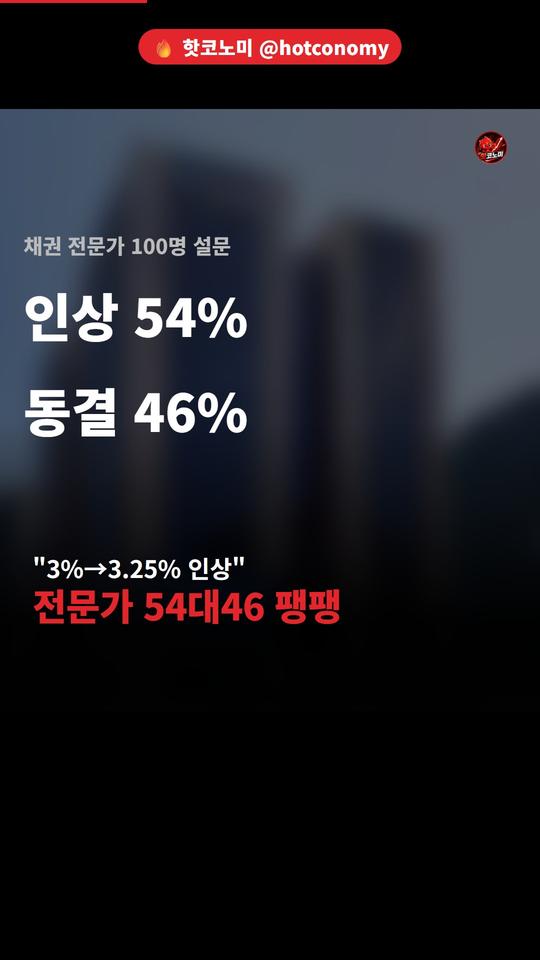 🔥 핫코노미 @hotconomy
채권 전문가 100명 설문
인상 54%
동결 46%
"3%→3.25% 인상"
전문가 54대46 팽팽